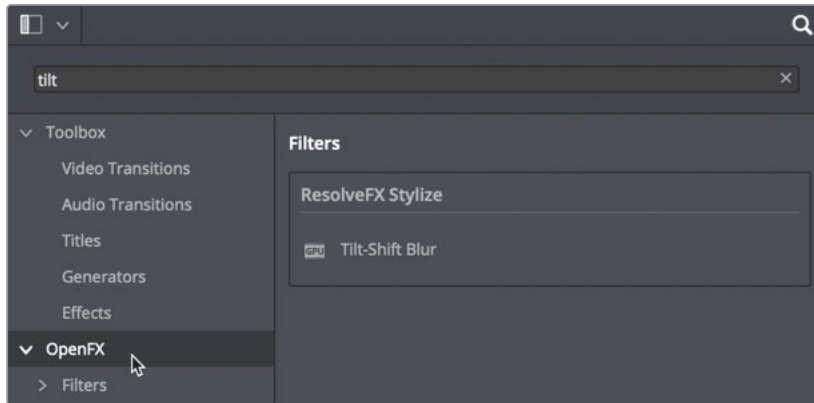 tilt
Toolbox
Video Transitions
Audio Transitions
Titles
Generators
Effects
OpenFX
Filters
Filters
ResolveFX Stylize
GPU Tilt-Shift Blur